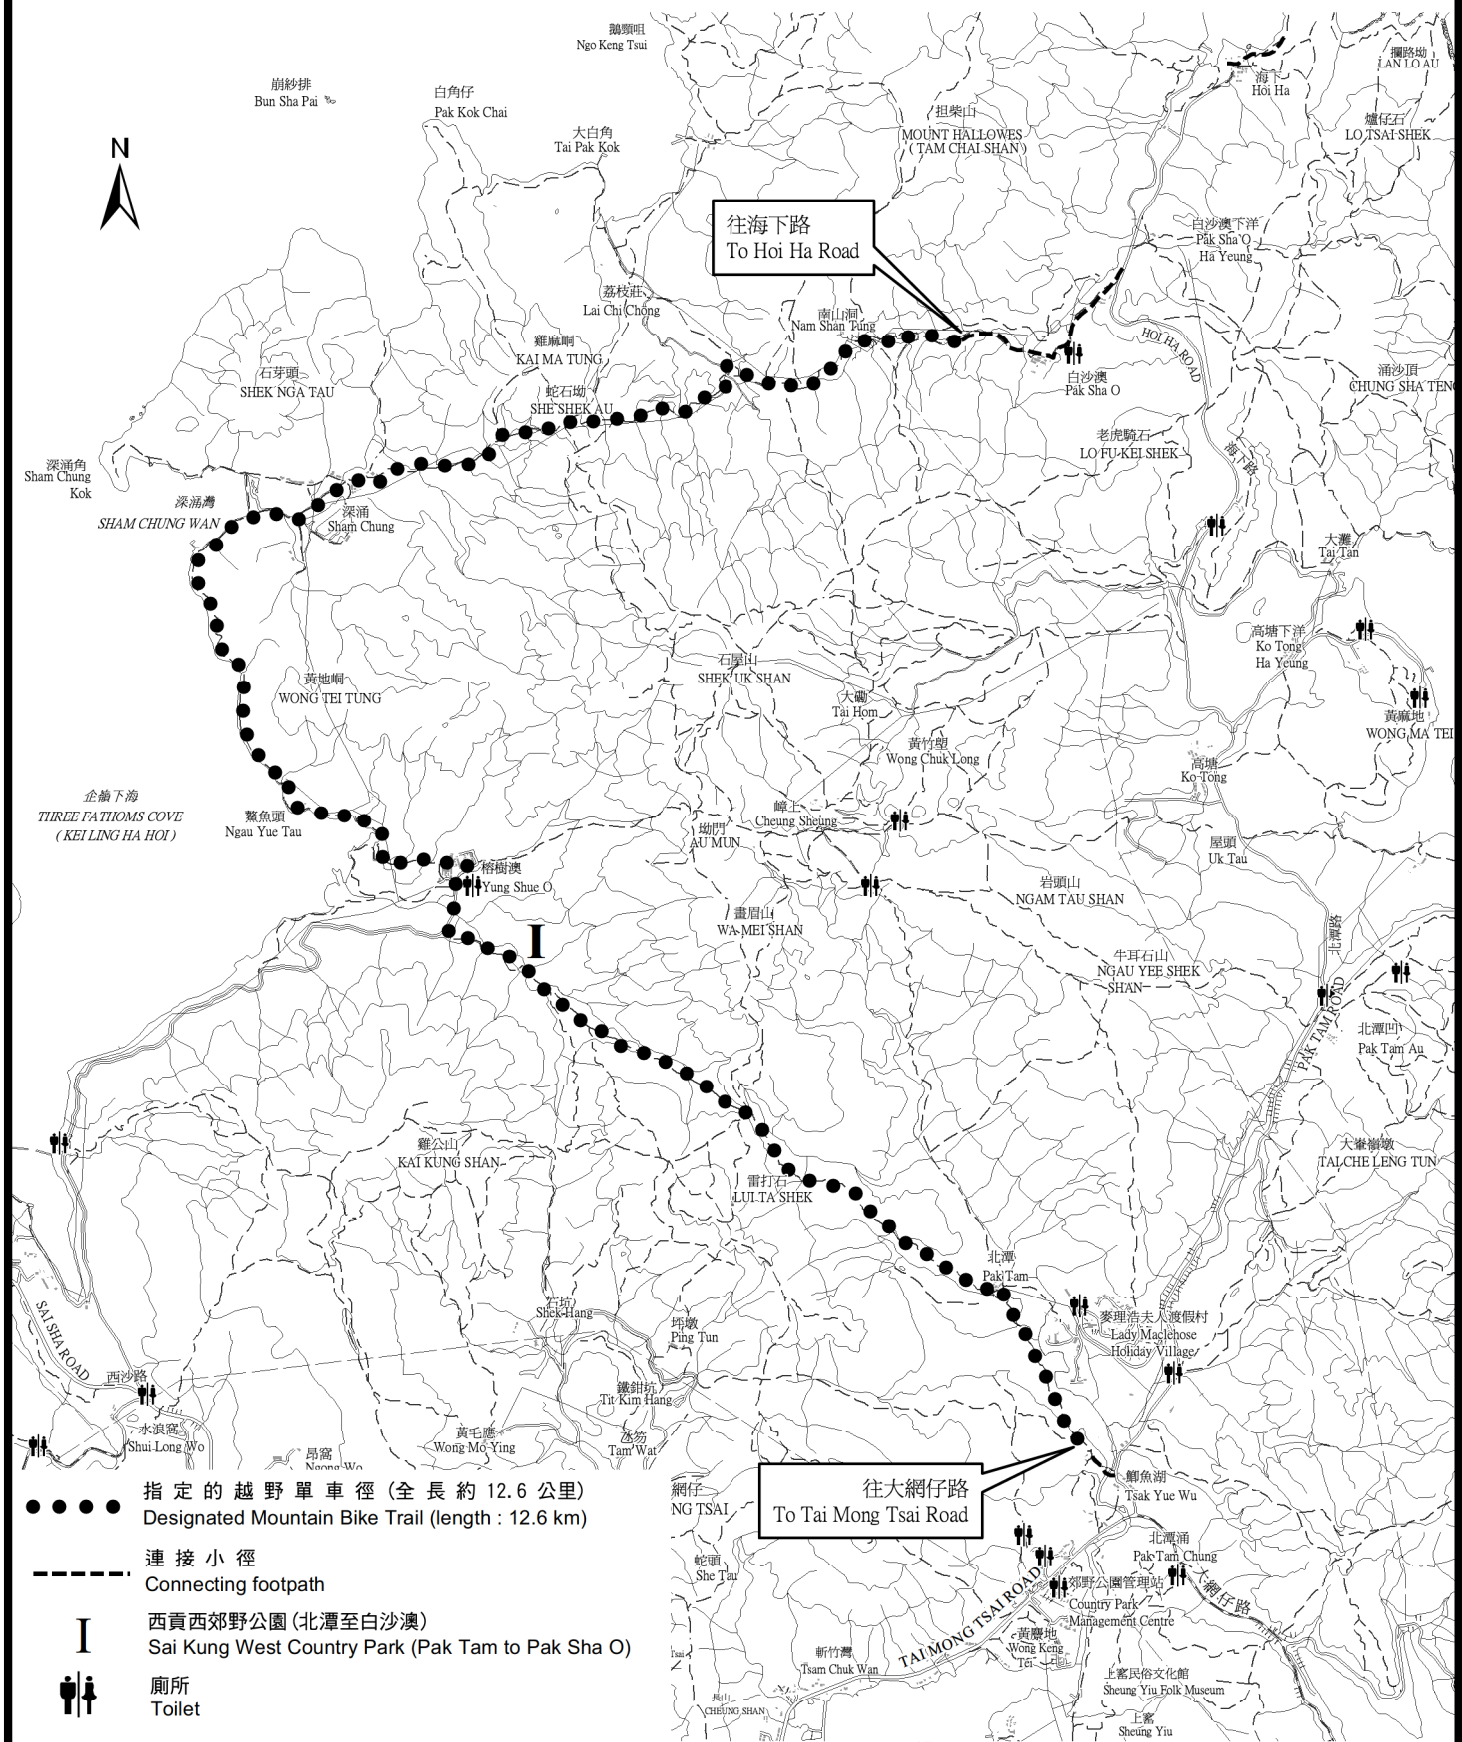 鵝頸咀
Ngo Keng Tsui
崩紗排
Bun Sha Pai
白角仔
Pak Kok Chai
大白角
Tai Pak Kok
担柴山
MOUNT HALLOWES
( TAM CHAI SHAN )
海下
Hoi Ha
攔路坳
LAN LO AU
爐仔石
LO TSAI SHEK
N
往海下路
To Hoi Ha Road
白沙澳下洋
Pak Sha O
Ha Yeung
荔枝莊
Lai Chi Chong
南山洞
Nam Shan Tung
雞麻峒
KAI MA TUNG
HOI HA ROAD
石芽頭
SHEK NGA TAU
蛇石坳
SHE SHEK AU
白沙澳
Pak Sha O
涌沙頂
CHUNG SHA TENG
老虎騎石
LO FU KEI SHEK
海下路
深涌角
Sham Chung
Kok
深涌灣
SHAM CHUNG WAN
深涌
Sham Chung
大灘
Tai Tan
高塘下洋
Ko Tong
Ha Yeung
石屋山
SHEK UK SHAN
黃地峒
WONG TEI TUNG
大磡
Tai Hom
黃麻地
WONG MA TEI
黃竹塱
Wong Chuk Long
高塘
Ko Tong
企嶺下海
THREE FATHOMS COVE
( KEI LING HA HOI )
鰲魚頭
Ngau Yue Tau
嶂上
Cheung Sheung
坳門
AU MUN
屋頭
Uk Tau
榕樹澳
Yung Shue O
岩頭山
NGAM TAU SHAN
畫眉山
WA MEI SHAN
北潭路
I
牛耳石山
NGAU YEE SHEK
SHAN
PAK TAM ROAD
北潭凹
Pak Tam Au
雞公山
KAI KUNG SHAN
大輋嶺墩
TAI CHE LENG TUN
雷打石
LUI TA SHEK
北潭
Pak Tam
石坑
Shek Hang
坪墩
Ping Tun
麥理浩夫人渡假村
Lady Maclehose
Holiday Village
SAI SHA ROAD
西沙路
鐵鉗坑
Tit Kim Hang
水浪窩
Shui Long Wo
黃毛應
Wong Mo Ying
氹笏
Tam Wat
昂窩
Ngong Wo
往大網仔路
To Tai Mong Tsai Road
鯽魚湖
Tsak Yue Wu
網仔
NG TSAI
指定的越野單車徑 (全長約 12.6 公里)
Designated Mountain Bike Trail (length : 12.6 km)
連接小徑
Connecting footpath
I
西貢西郊野公園 (北潭至白沙澳)
Sai Kung West Country Park (Pak Tam to Pak Sha O)
廁所
Toilet
北潭涌
Pak Tam Chung
蛇頭
She Tau
大網仔路
郊野公園管理站
Country Park
Management Centre
TAI MONG TSAI ROAD
黃麖地
Wong Keng
Tei
斬竹灣
Tsam Chuk Wan
Tsai
上窰民俗文化館
Sheung Yiu Folk Museum
CHEUNG SHAN
上窰
Sheung Yiu